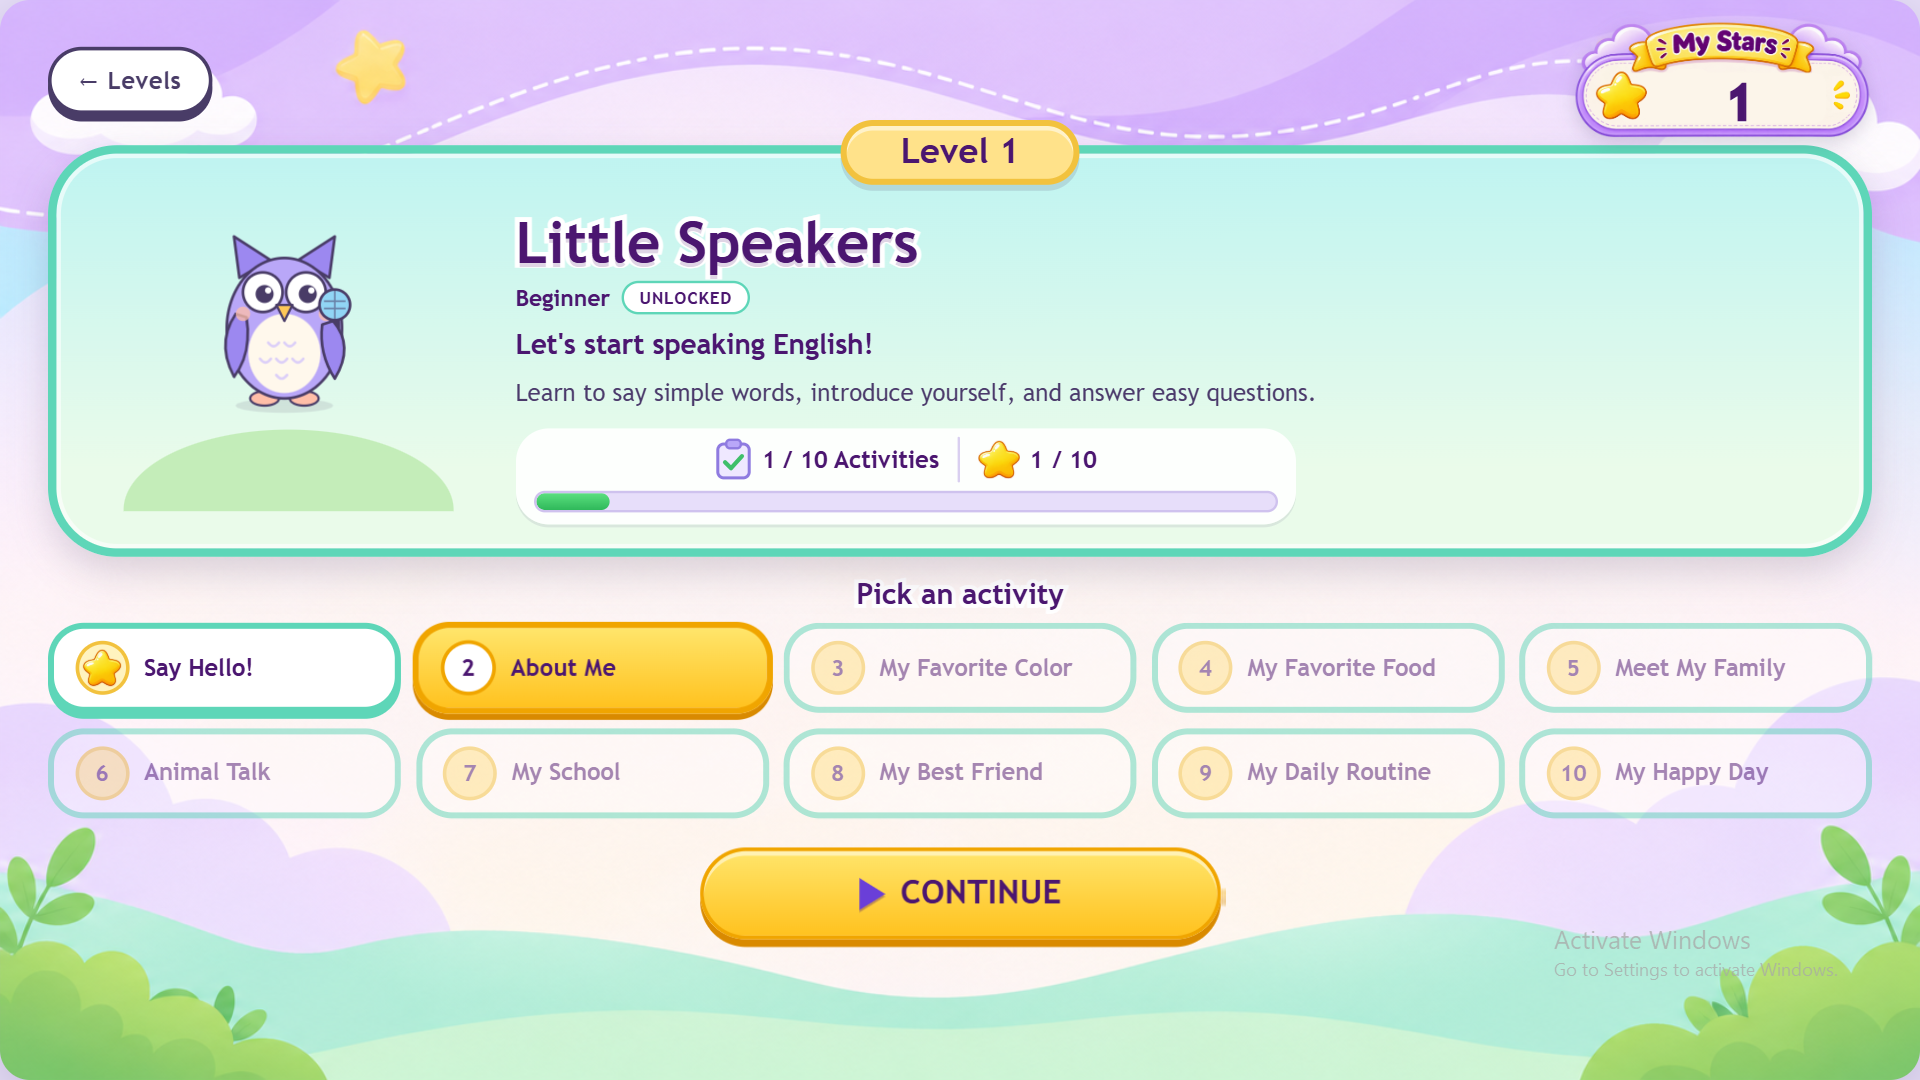 ← Levels
My Stars
1
Level 1
Little Speakers
Beginner UNLOCKED
Let's start speaking English!
Learn to say simple words, introduce yourself, and answer easy questions.
1 / 10 Activities 1 / 10
Pick an activity
Say Hello!
2 About Me
3 My Favorite Color
4 My Favorite Food
5 Meet My Family
6 Animal Talk
7 My School
8 My Best Friend
9 My Daily Routine
10 My Happy Day
CONTINUE
Activate Windows
Go to Settings to activate Windows.